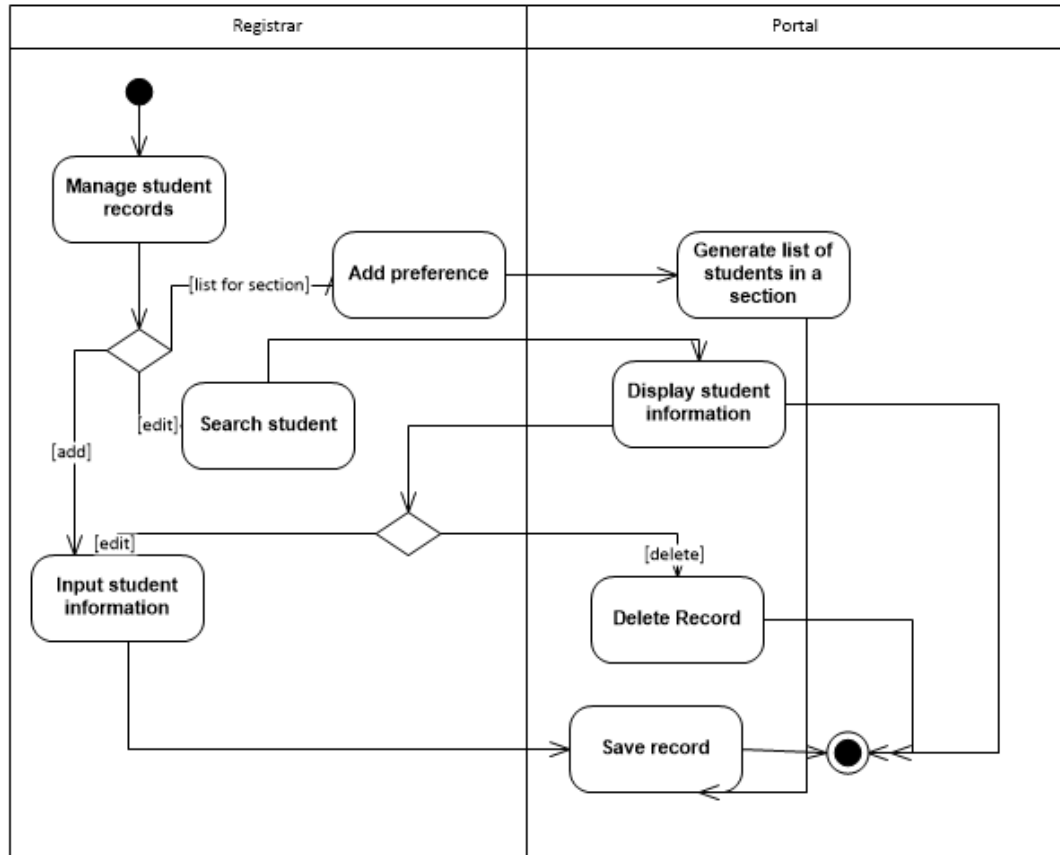 Registrar
Portal
Manage student
records
Add preference
Generate list of
students in a
section
[list for section]
Display student
information
Search student
[edit]
[add]
[edit]
[delete]
Input student
information
Delete Record
Save record